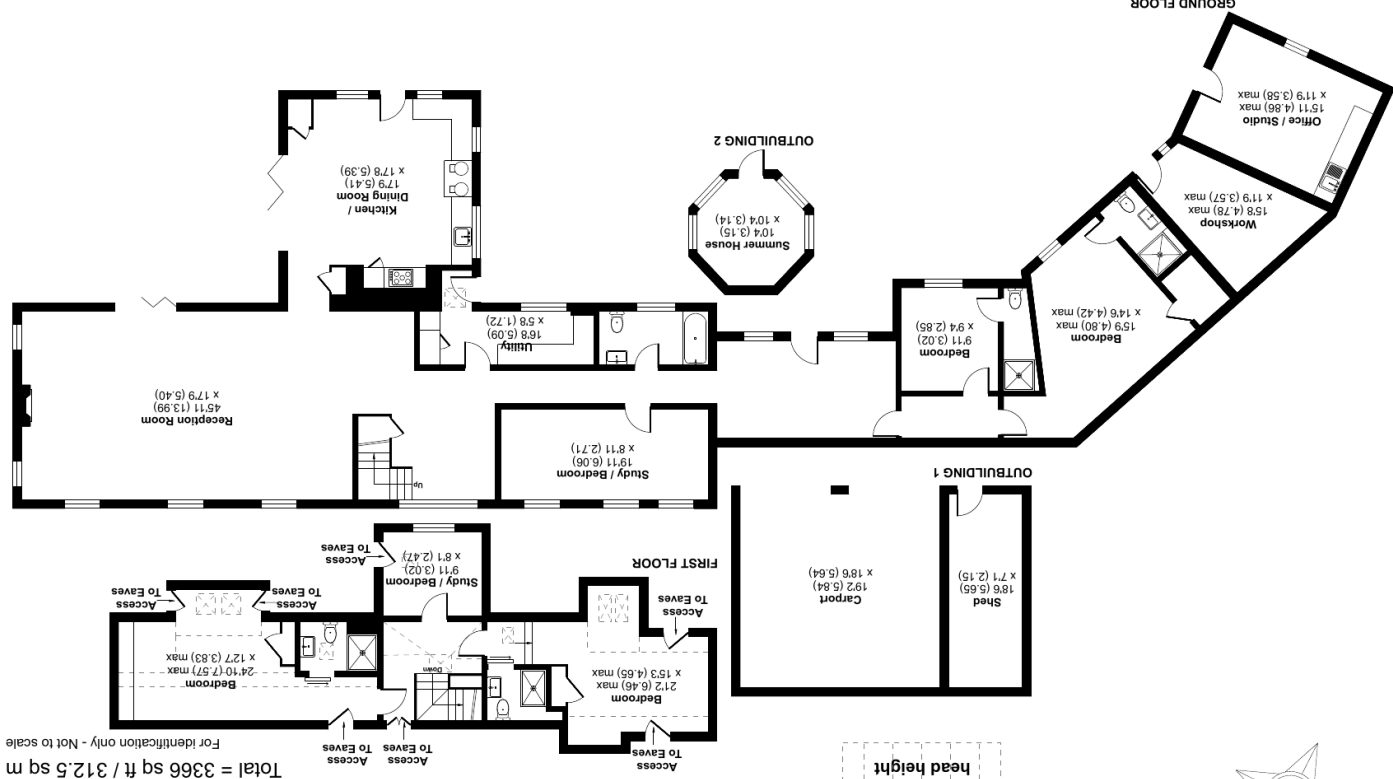 head height
Total = 3366 sq ft / 312.5 sq m
For identification only - Not to scale
Access
To Eaves
Access
To Eaves
Access
To Eaves
Bedroom
21'2 (6.46) max
x 15'3 (4.65) max
Down
Bedroom
24'10 (7.57) max
x 12'7 (3.83) max
Access
To Eaves
Access
To Eaves
Access
To Eaves
Study / Bedroom
9'11 (3.02)
x 8'1 (2.47)
Access
To Eaves
FIRST FLOOR
Shed
18'6 (5.65)
x 7'1 (2.15)
Carport
19'2 (5.84)
x 18'6 (5.64)
OUTBUILDING 1
Study / Bedroom
19'11 (6.06)
x 8'11 (2.71)
Up
Reception Room
45'11 (13.99)
x 17'9 (5.40)
Bedroom
15'9 (4.80) max
x 14'6 (4.42) max
Bedroom
9'11 (3.02)
x 9'4 (2.85)
Utility
16'8 (5.09)
x 5'8 (1.72)
Workshop
15'8 (4.78) max
x 11'9 (3.57) max
Summer House
10'4 (3.15)
x 10'4 (3.14)
OUTBUILDING 2
Kitchen /
Dining Room
17'9 (5.41)
x 17'8 (5.39)
Office / Studio
15'11 (4.86) max
x 11'9 (3.58) max
GROUND FLOOR